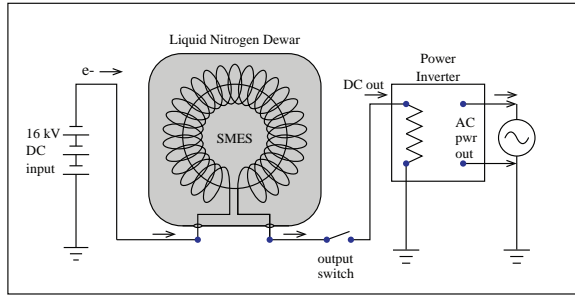 Liquid Nitrogen Dewar
e-
16 kV
DC
input
SMES
DC out
Power
Inverter
AC
pwr
out
output
switch